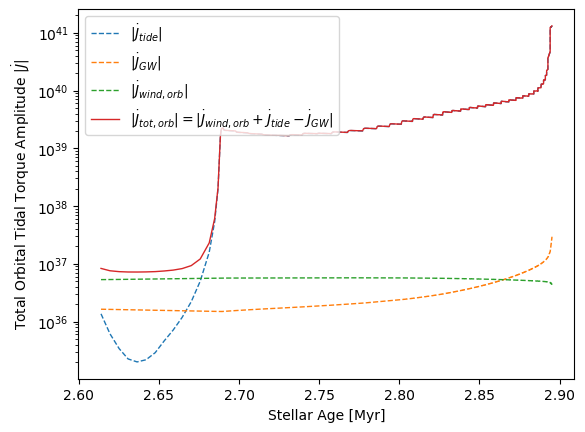 |J̇_tide|
|J̇_GW|
|J̇_wind,orb|
|J̇_tot,orb| = |J̇_wind,orb + J̇_tide − J̇_GW|
Total Orbital Tidal Torque Amplitude |J̇|
10^41
10^40
10^39
10^38
10^37
10^36
2.60 2.65 2.70 2.75 2.80 2.85 2.90
Stellar Age [Myr]